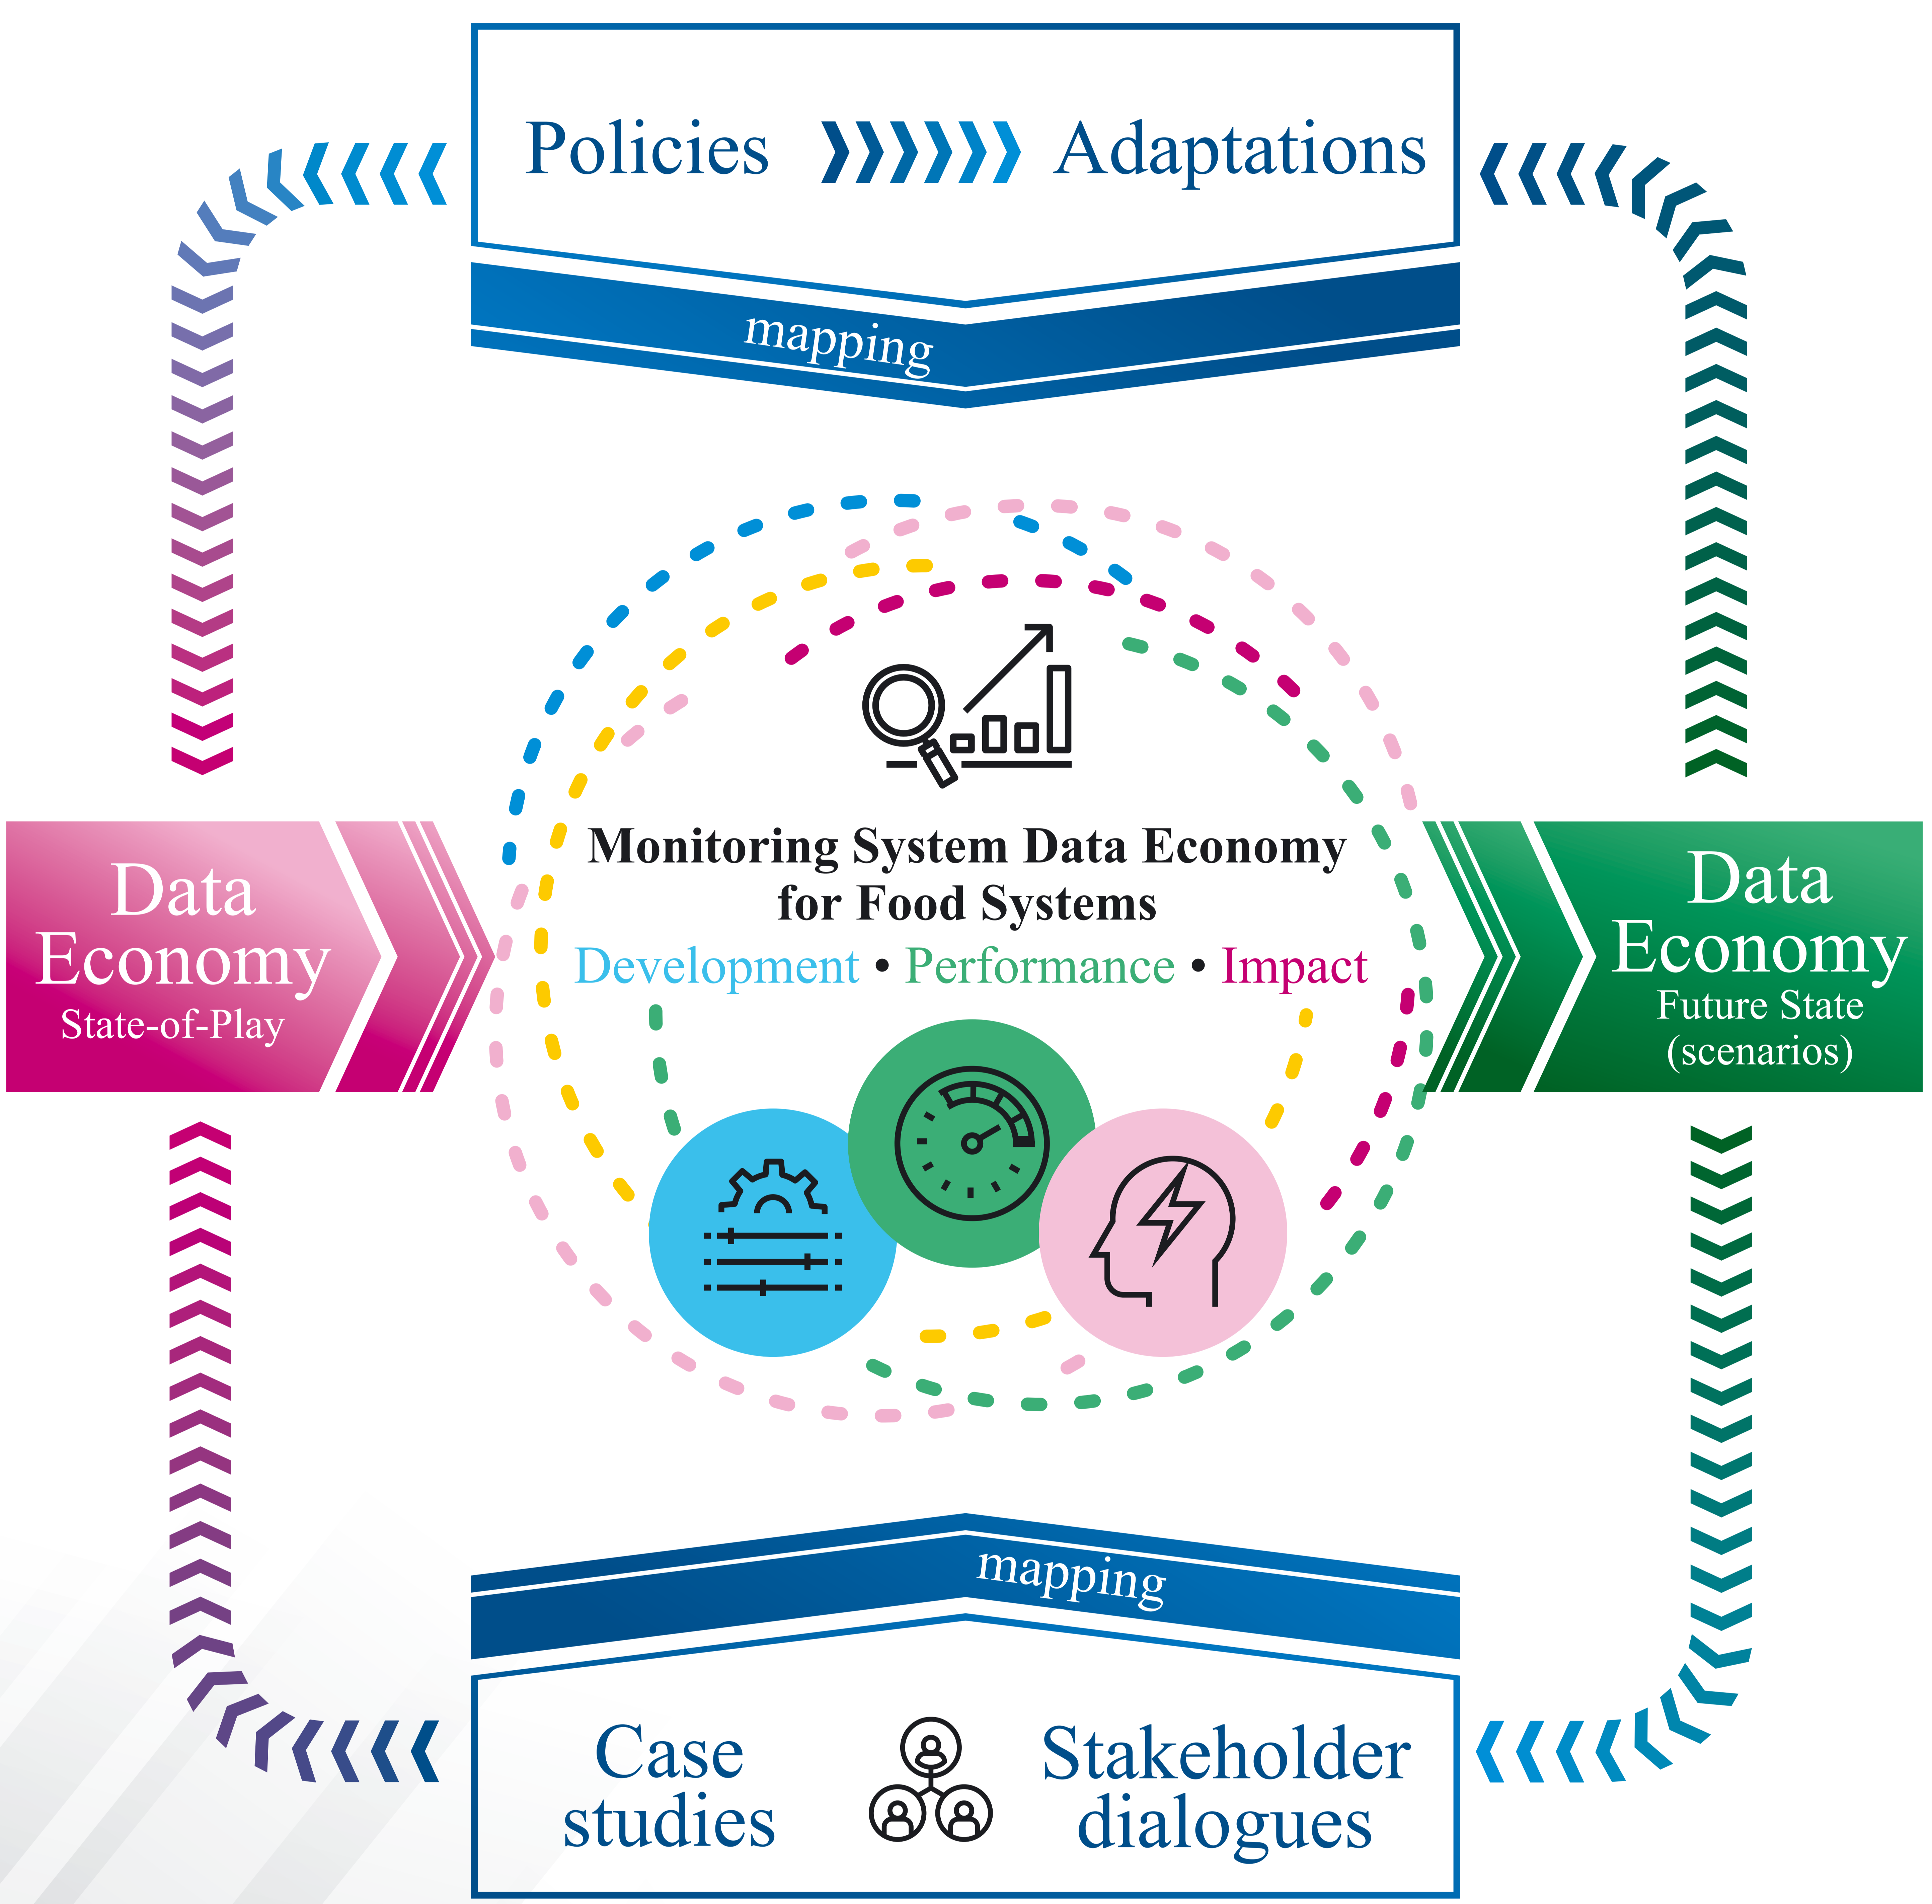 Policies Adaptations
mapping
Monitoring System Data Economy
for Food Systems
Development • Performance • Impact
Data
Economy
State-of-Play
Data
Economy
Future State
(scenarios)
mapping
Case
studies
Stakeholder
dialogues